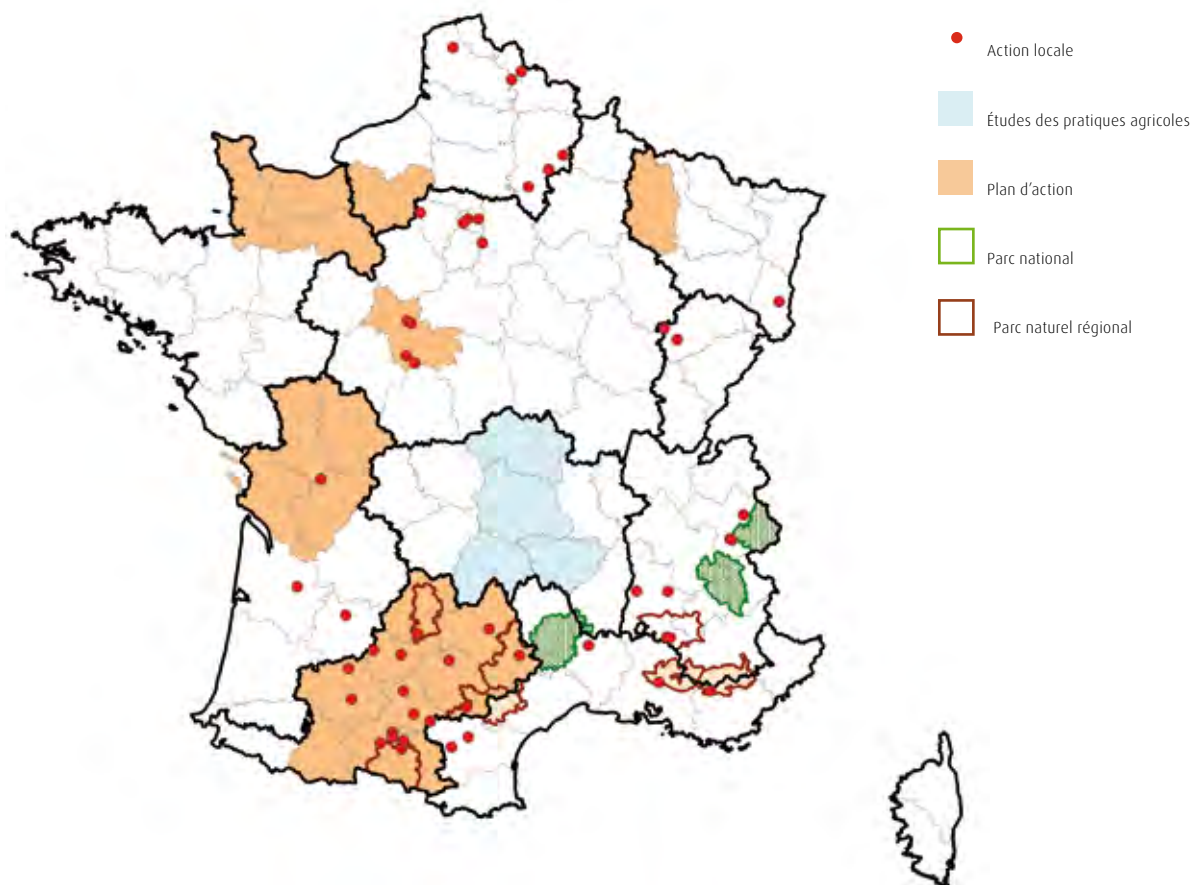 Action locale
Études des pratiques agricoles
Plan d’action
Parc national
Parc naturel régional